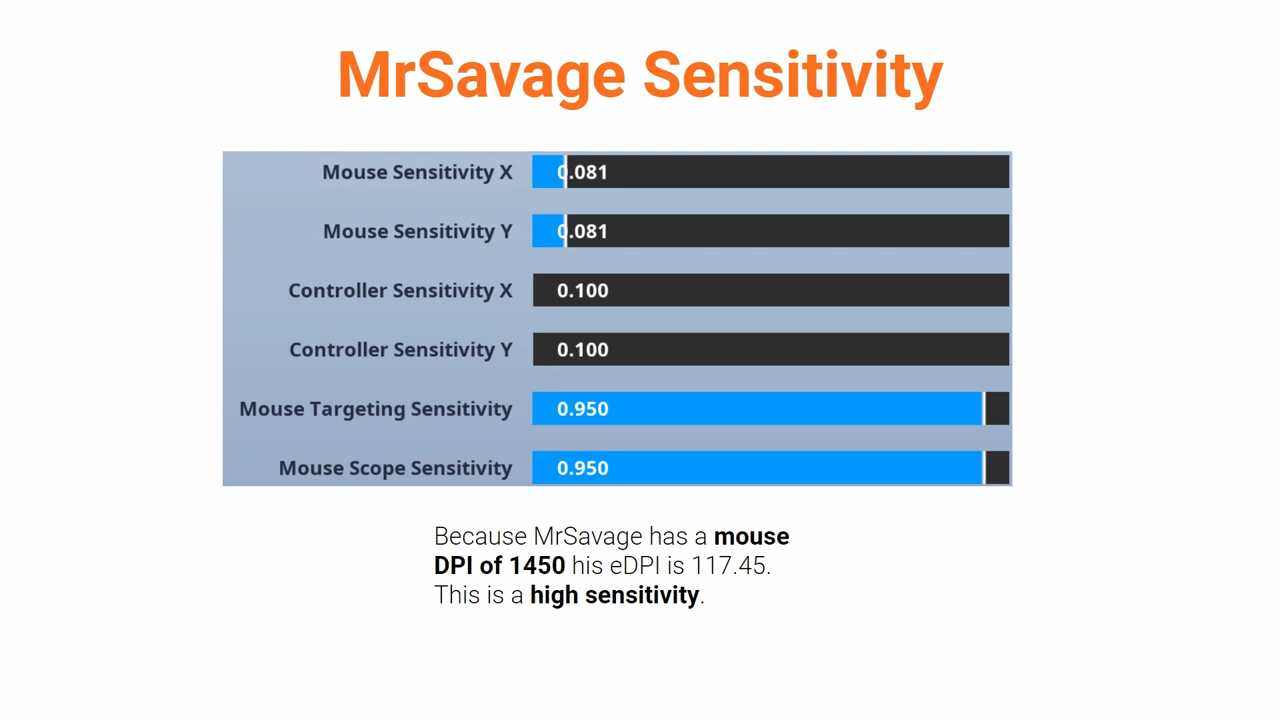 MrSavage Sensitivity
Mouse Sensitivity X 0.081
Mouse Sensitivity Y 0.081
Controller Sensitivity X 0.100
Controller Sensitivity Y 0.100
Mouse Targeting Sensitivity 0.950
Mouse Scope Sensitivity 0.950
Because MrSavage has a mouse
DPI of 1450 his eDPI is 117.45.
This is a high sensitivity.